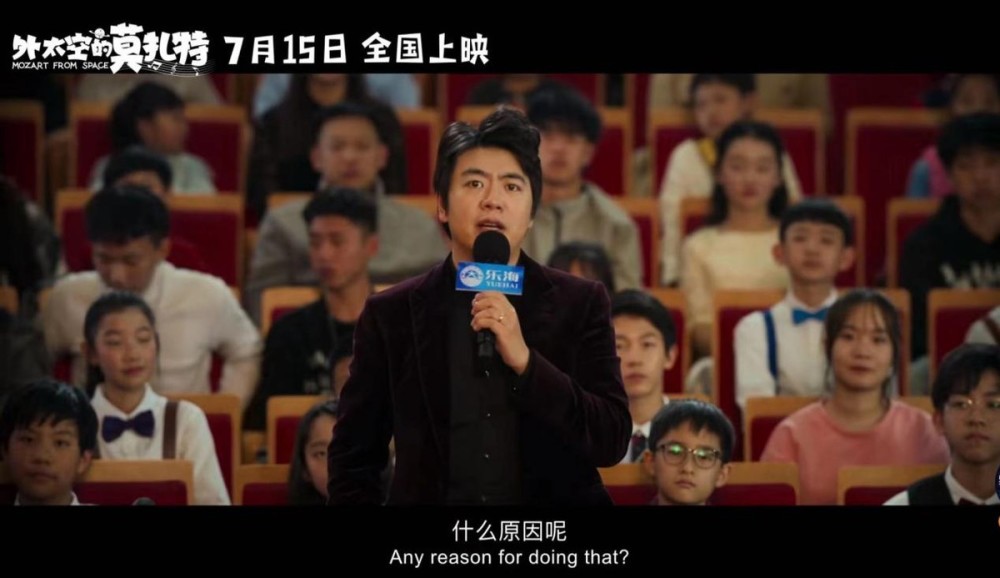 外太空的莫扎特
MOZART FROM SPACE
7月15日 全国上映
乐海
YUEHAI
什么原因呢
Any reason for doing that?